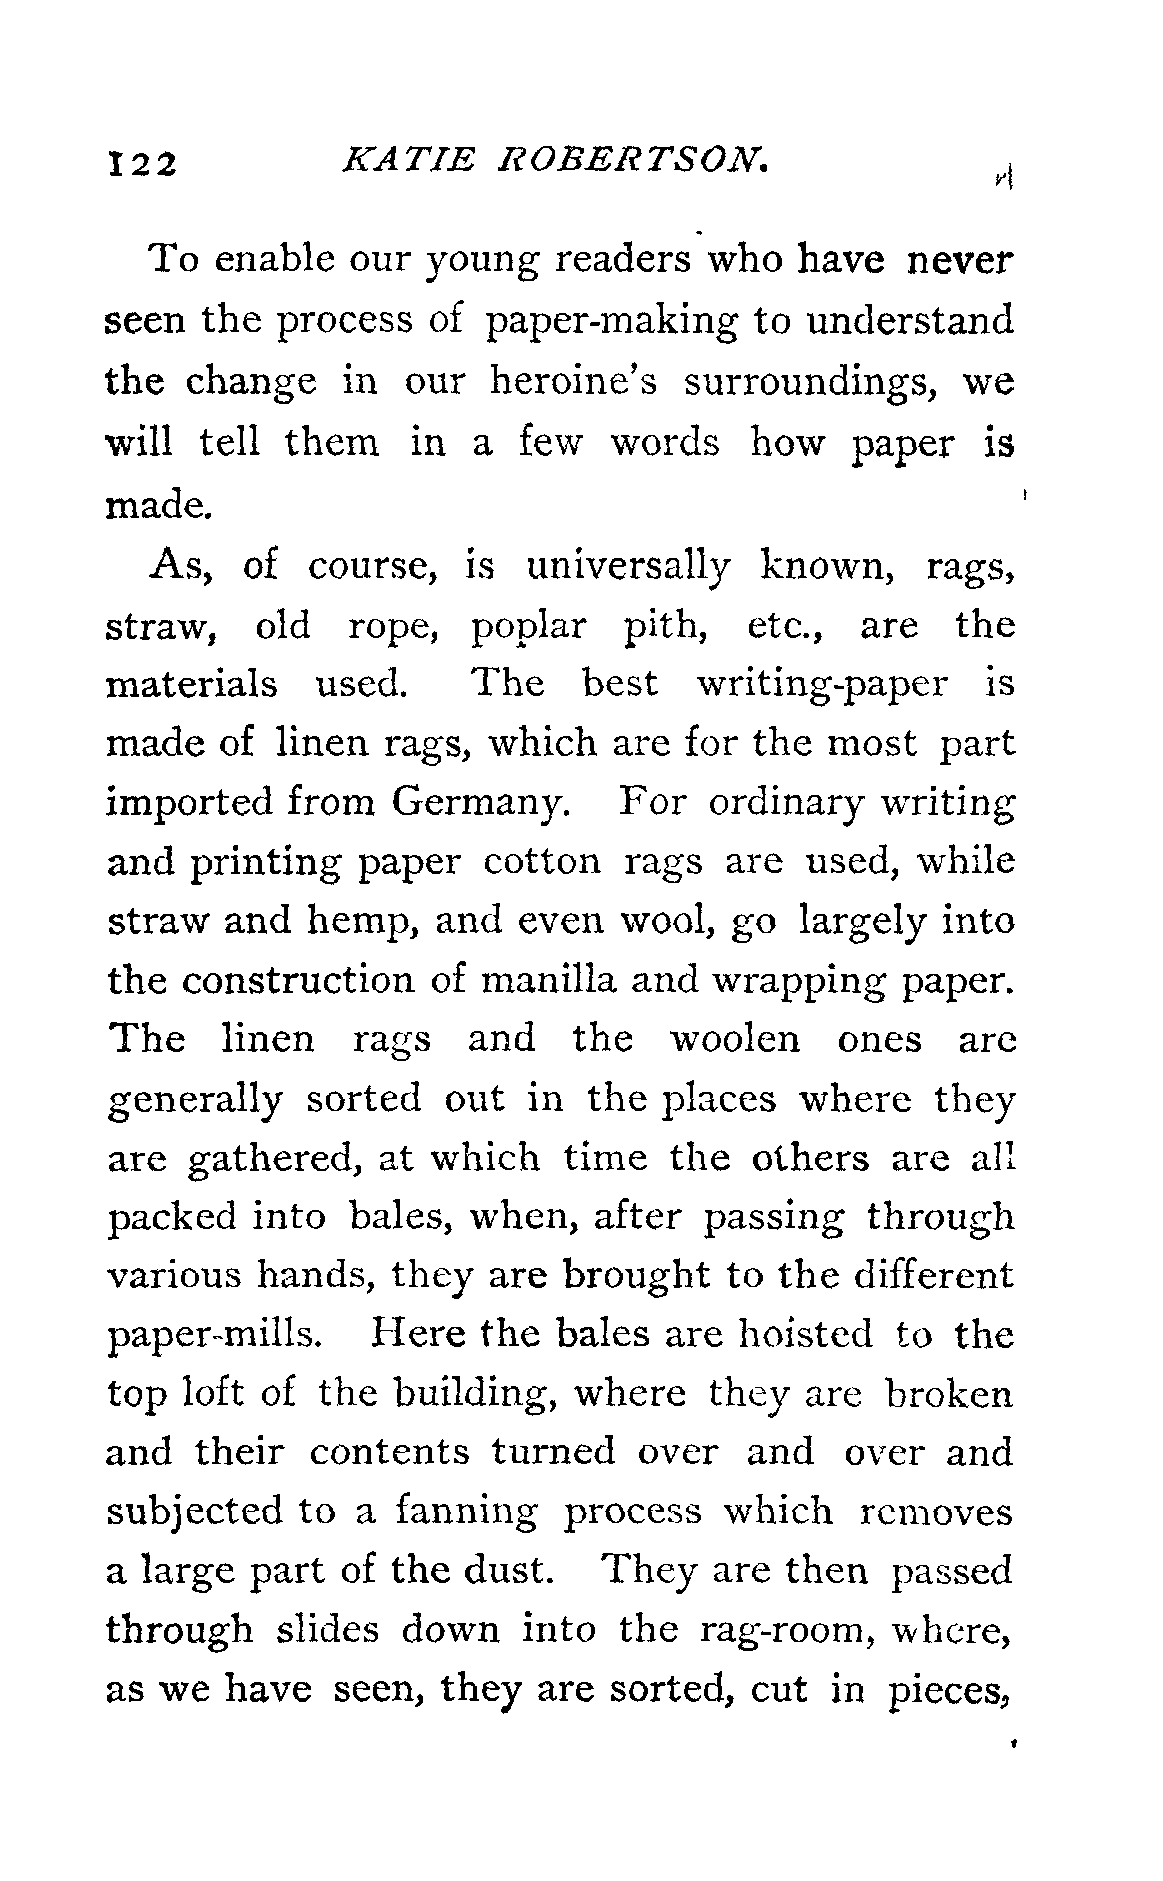 122 KATIE ROBERTSON.
To enable our young readers who have never
seen the process of paper-making to understand
the change in our heroine's surroundings, we
will tell them in a few words how paper is
made.
As, of course, is universally known, rags,
straw, old rope, poplar pith, etc., are the
materials used. The best writing-paper is
made of linen rags, which are for the most part
imported from Germany. For ordinary writing
and printing paper cotton rags are used, while
straw and hemp, and even wool, go largely into
the construction of manilla and wrapping paper.
The linen rags and the woolen ones are
generally sorted out in the places where they
are gathered, at which time the others are all
packed into bales, when, after passing through
various hands, they are brought to the different
paper-mills. Here the bales are hoisted to the
top loft of the building, where they are broken
and their contents turned over and over and
subjected to a fanning process which removes
a large part of the dust. They are then passed
through slides down into the rag-room, where,
as we have seen, they are sorted, cut in pieces,